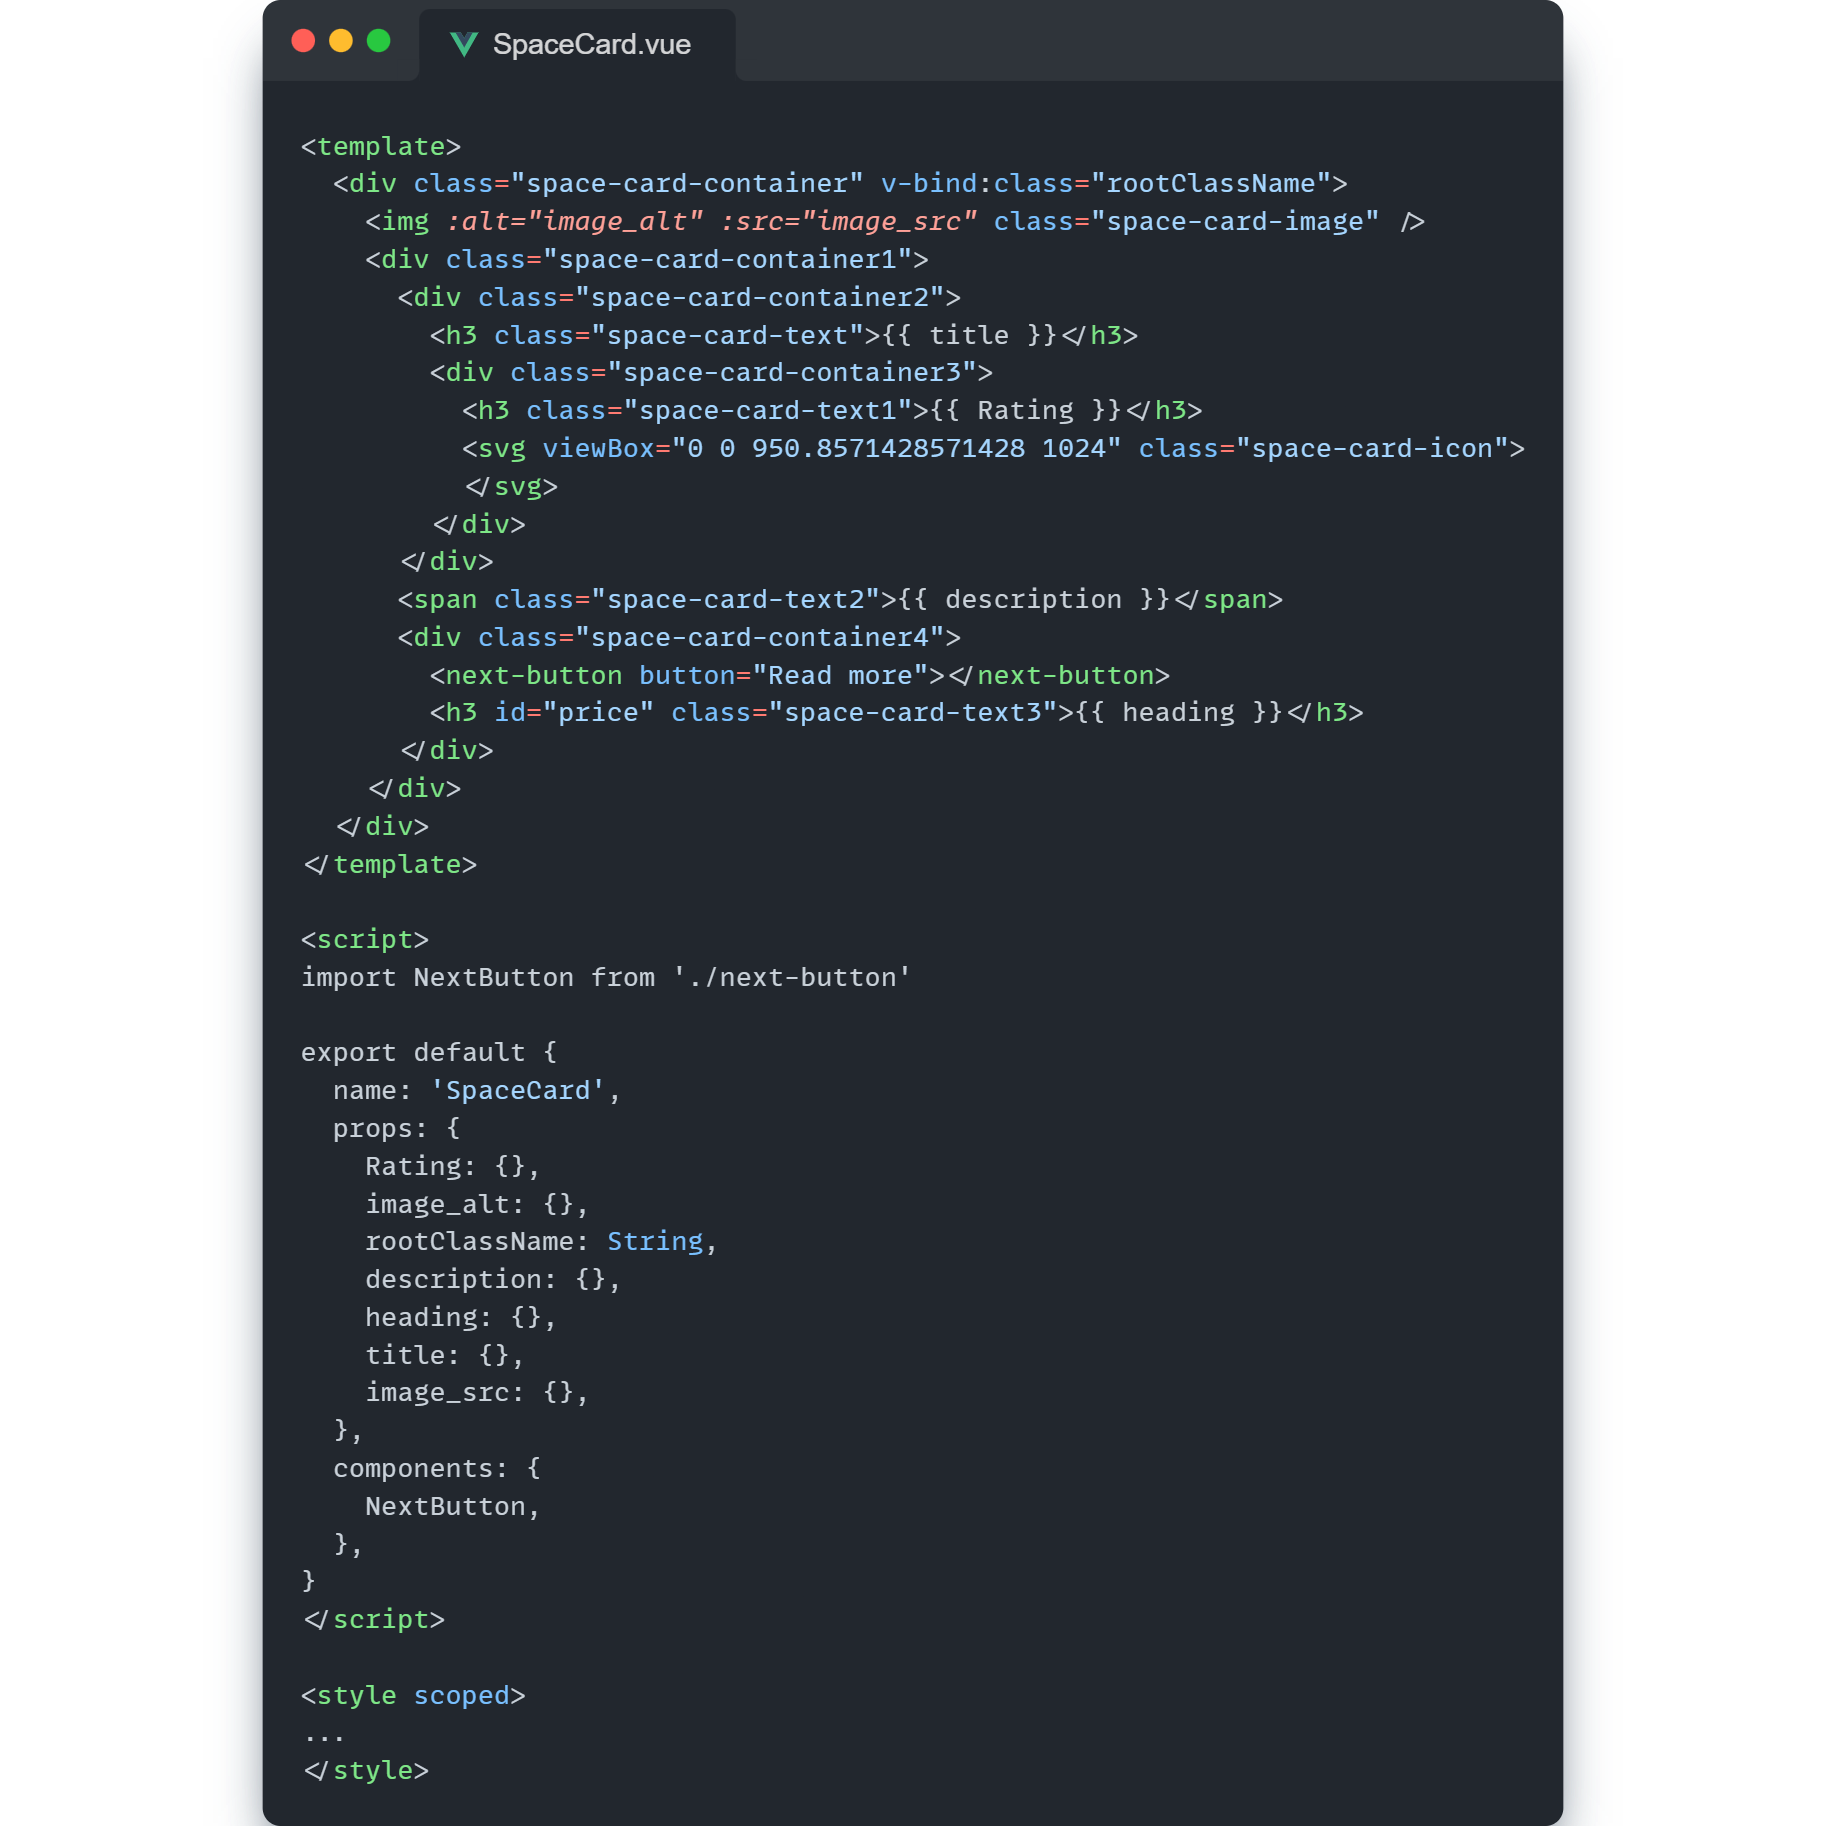 SpaceCard.vue
<template>
  <div class="space-card-container" v-bind:class="rootClassName">
    <img :alt="image_alt" :src="image_src" class="space-card-image" />
    <div class="space-card-container1">
      <div class="space-card-container2">
        <h3 class="space-card-text">{{ title }}</h3>
        <div class="space-card-container3">
          <h3 class="space-card-text1">{{ Rating }}</h3>
          <svg viewBox="0 0 950.8571428571428 1024" class="space-card-icon">
          </svg>
        </div>
      </div>
      <span class="space-card-text2">{{ description }}</span>
      <div class="space-card-container4">
        <next-button button="Read more"></next-button>
        <h3 id="price" class="space-card-text3">{{ heading }}</h3>
      </div>
    </div>
  </div>
</template>

<script>
import NextButton from './next-button'

export default {
  name: 'SpaceCard',
  props: {
    Rating: {},
    image_alt: {},
    rootClassName: String,
    description: {},
    heading: {},
    title: {},
    image_src: {},
  },
  components: {
    NextButton,
  },
}
</script>

<style scoped>
...
</style>